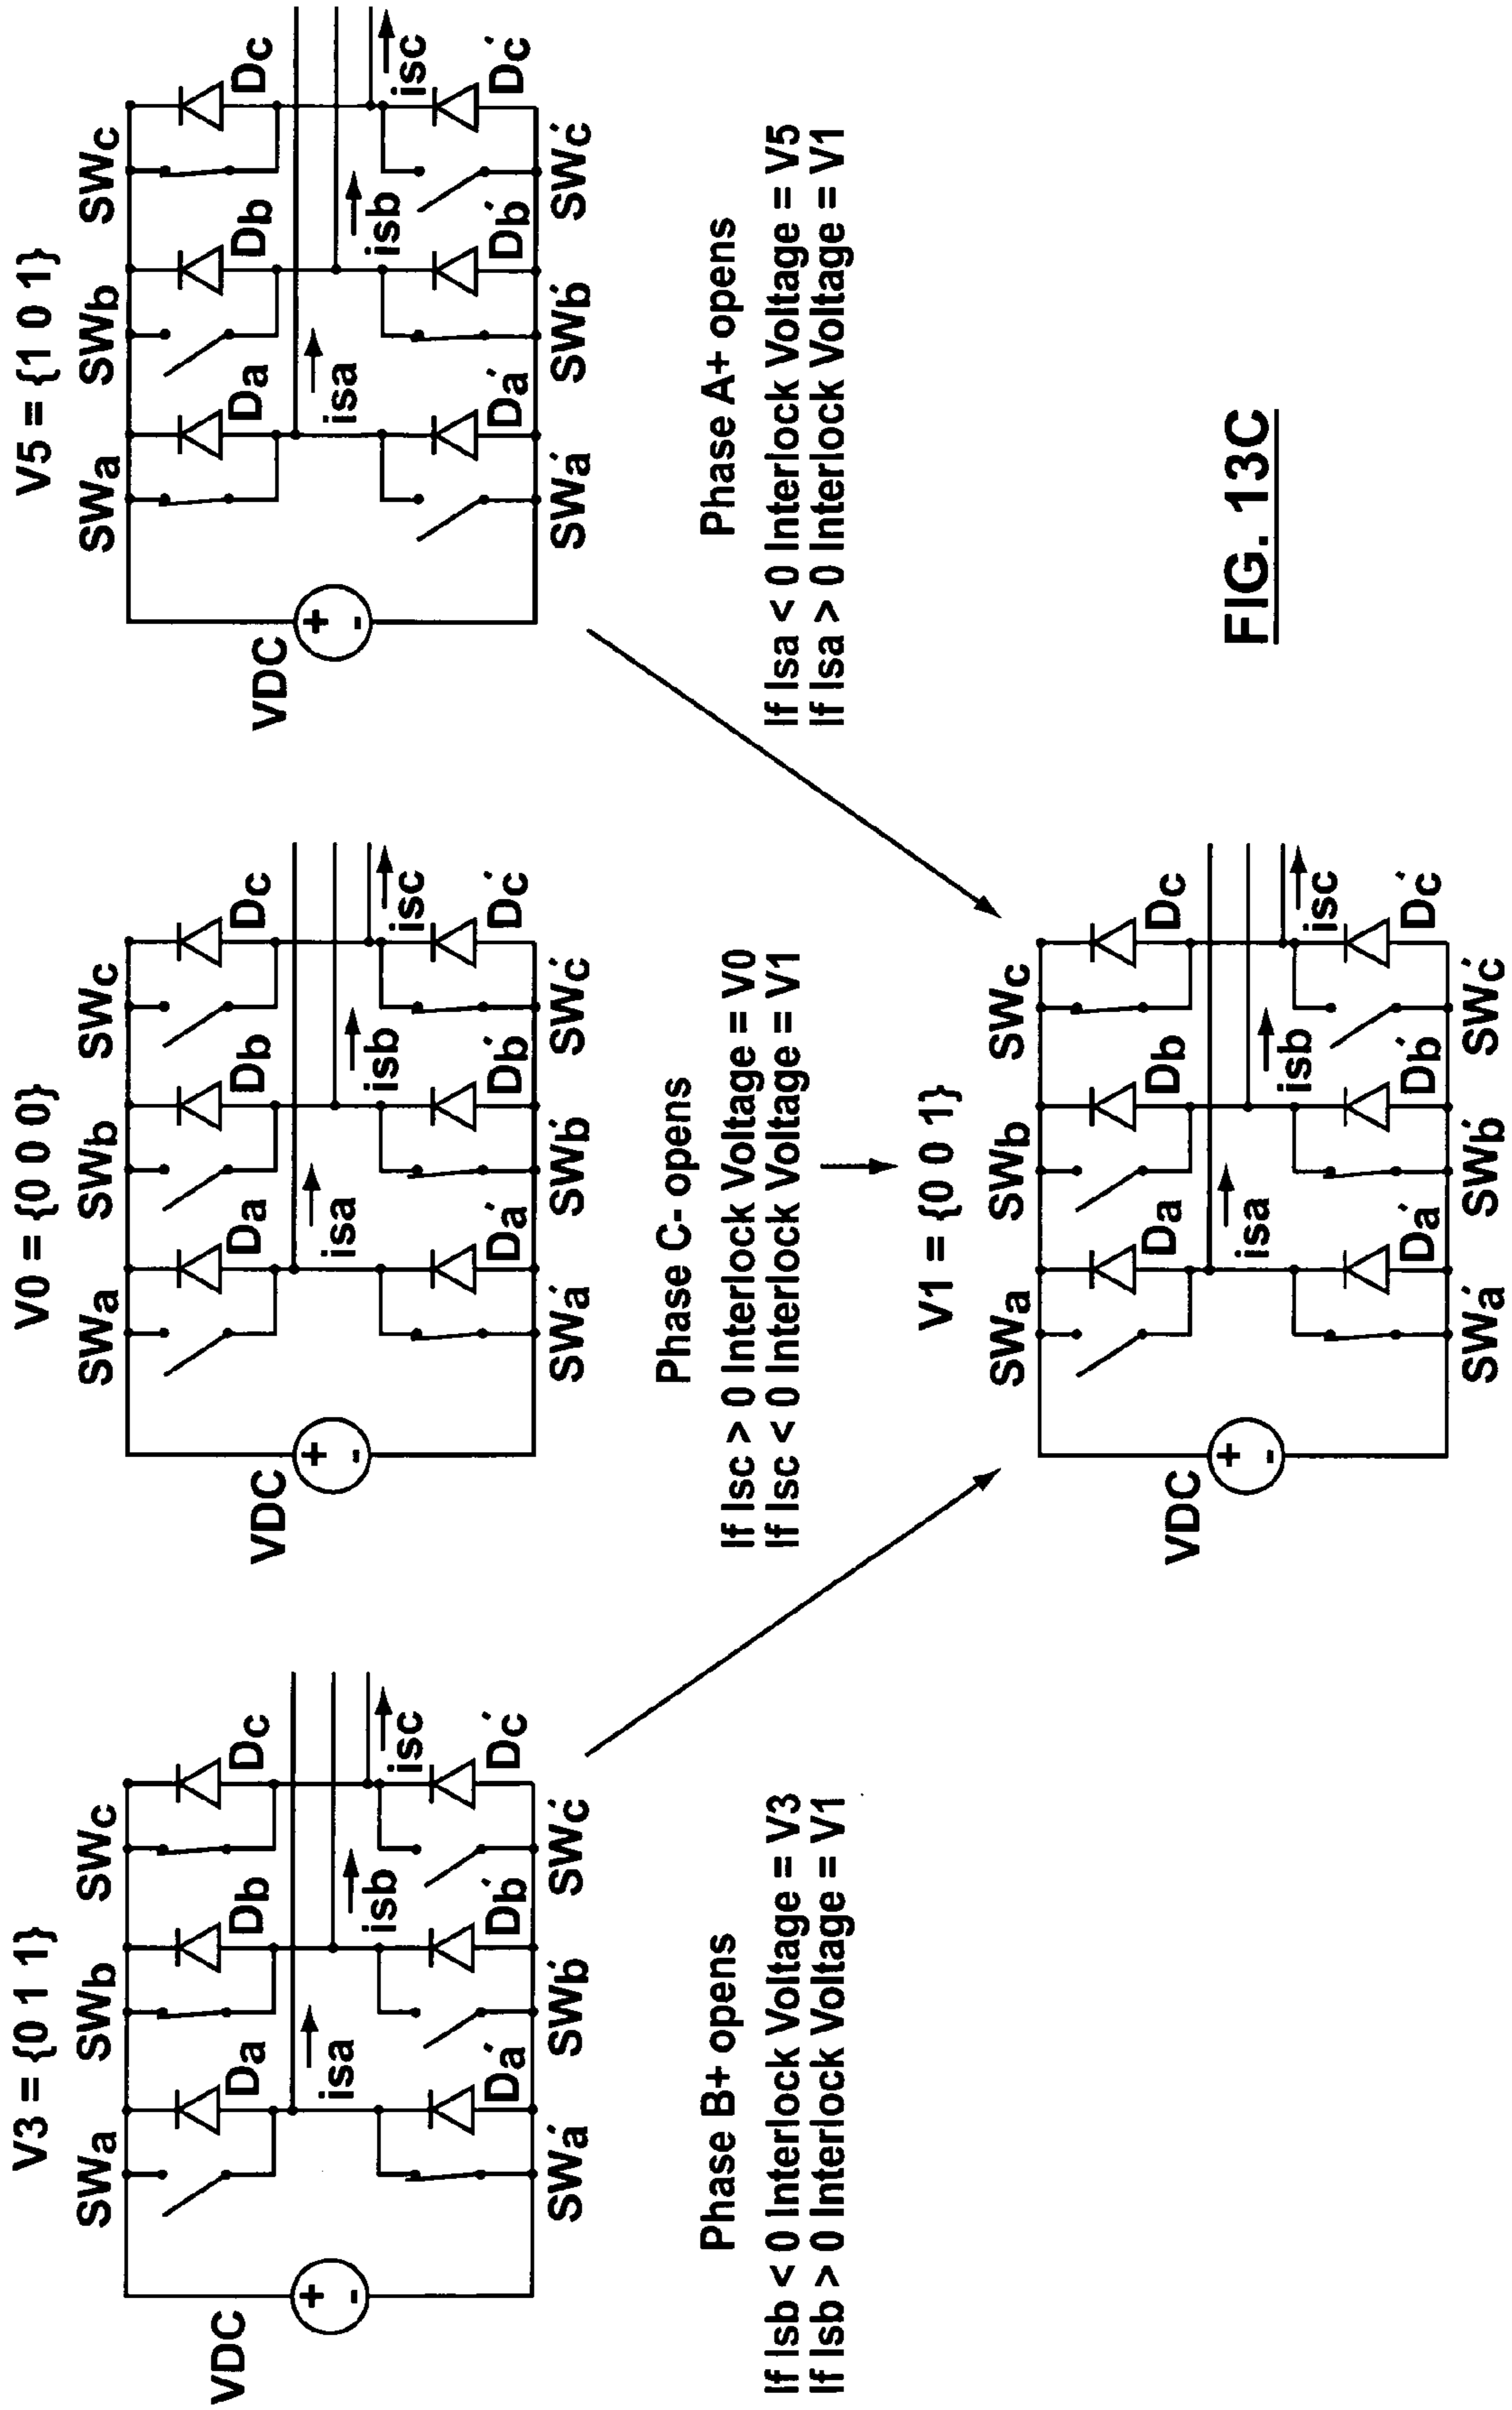 V3 = {0 1 1}
SWa
SWb
SWc
Da
Db
Dc
VDC
+
-
isa
isb
isc
Da´
Db´
Dc´
SWa´
SWb´
SWc´
Phase B+ opens
If Isb < 0 Interlock Voltage = V3
If Isb > 0 Interlock Voltage = V1
V0 = {0 0 0}
SWa
SWb
SWc
Da
Db
Dc
VDC
+
-
isa
isb
isc
Da´
Db´
Dc´
SWa´
SWb´
SWc´
Phase C- opens
If Isc > 0 Interlock Voltage = V0
If Isc < 0 Interlock Voltage = V1
V5 = {1 0 1}
SWa
SWb
SWc
Da
Db
Dc
VDC
+
-
isa
isb
isc
Da´
Db´
Dc´
SWa´
SWb´
SWc´
Phase A+ opens
If Isa < 0 Interlock Voltage = V5
If Isa > 0 Interlock Voltage = V1
V1 = {0 0 1}
SWa
SWb
SWc
Da
Db
Dc
VDC
+
-
isa
isb
isc
Da´
Db´
Dc´
SWa´
SWb´
SWc´
FIG. 13C